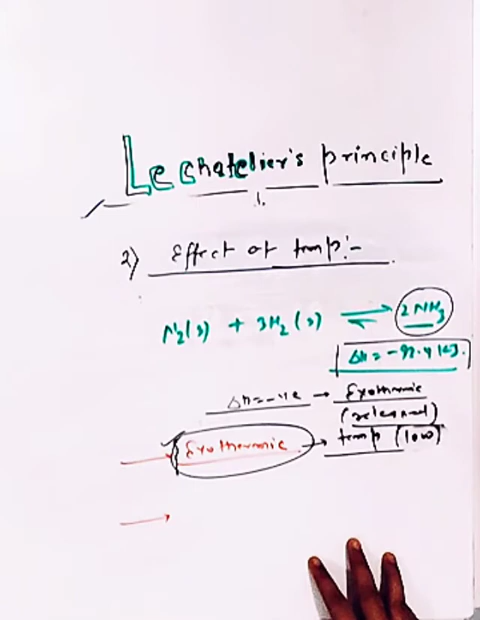 Le chatelier's principle
1.
2) Effect of temp:-
N2(g) + 3H2(g) ⇌ 2NH3
Δh = -92.4 kJ.
Δh = -ve → Exothermic
(released)
→ Exothermic → temp (low)
→